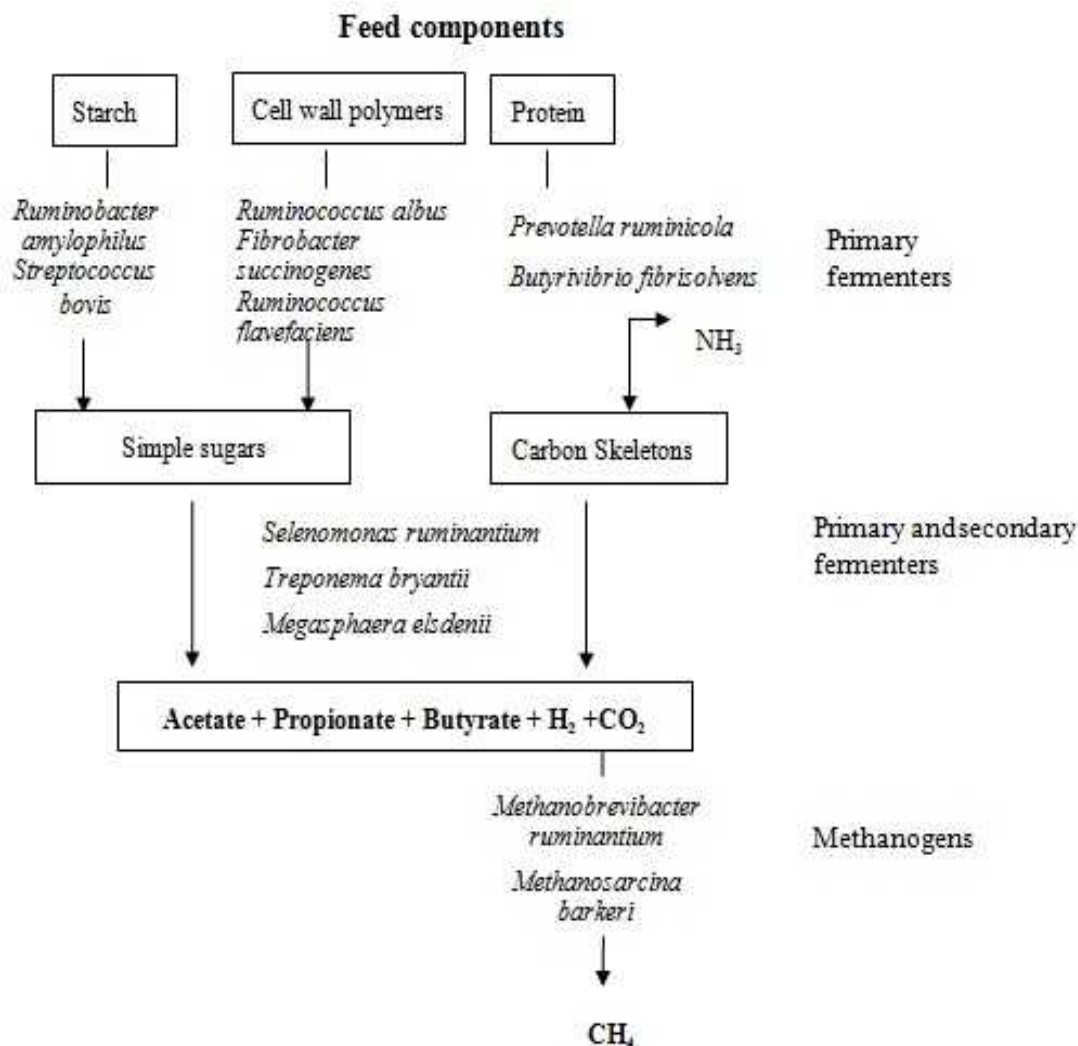 Feed components
Starch
Cell wall polymers
Protein
Ruminobacter
amylophilus
Streptococcus
bovis
Ruminococcus albus
Fibrobacter
succinogenes
Ruminococcus
flavefaciens
Prevotella ruminicola
Butyrivibrio fibrisolvens
Primary
fermenters
NH₃
Simple sugars
Carbon Skeletons
Selenomonas ruminantium
Treponema bryantii
Megasphaera elsdenii
Primary and secondary
fermenters
Acetate + Propionate + Butyrate + H₂ +CO₂
Methanobrevibacter
ruminantium
Methanosarcina
barkeri
Methanogens
CH₄